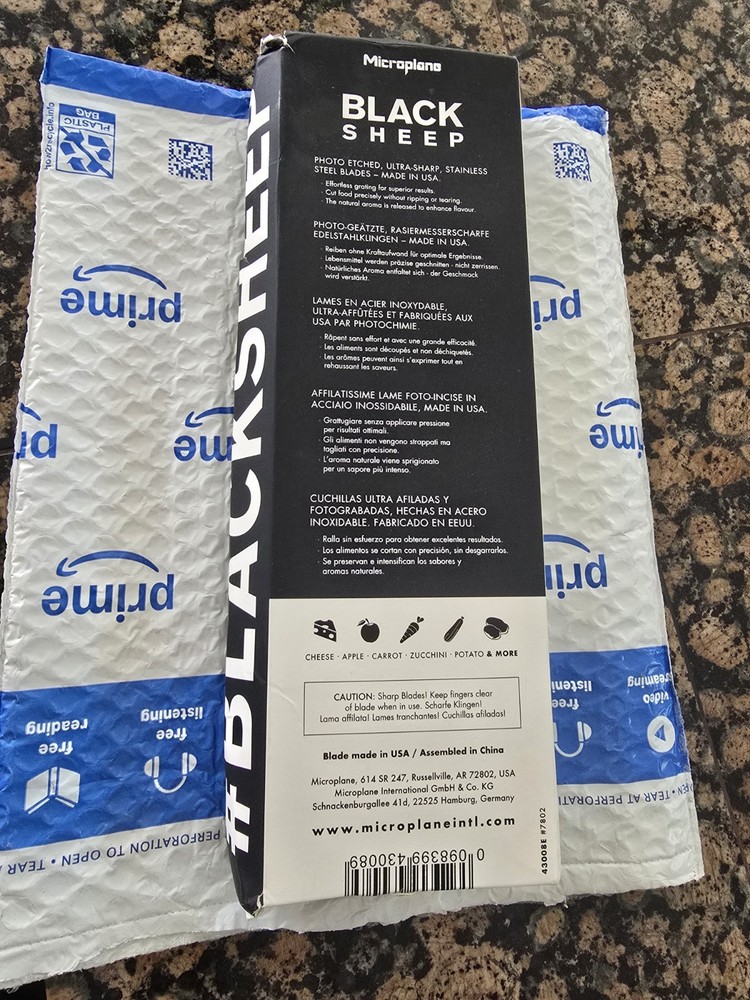 Microplane
BLACK
SHEEP
PHOTO ETCHED, ULTRA-SHARP, STAINLESS
STEEL BLADES – MADE IN USA.
· Effortless grating for superior results.
· Cut food precisely without ripping or tearing.
· The natural aroma is released to enhance flavour.
PHOTO-GEÄTZTE, RASIERMESSERSCHARFE
EDELSTAHLKLINGEN – MADE IN USA.
· Reiben ohne Kraftaufwand für optimale Ergebnisse.
· Lebensmittel werden präzise geschnitten - nicht zerrissen.
· Natürliches Aroma entfaltet sich - der Geschmack
wird verstärkt.
LAMES EN ACIER INOXYDABLE,
ULTRA-AFFÛTÉES ET FABRIQUÉES AUX
USA PAR PHOTOCHIMIE.
· Râpent sans effort et avec une grande efficacité.
· Les aliments sont découpés et non déchiquetés.
· Les arômes peuvent ainsi s'exprimer tout en
rehaussant les saveurs.
AFFILATISSIME LAME FOTO-INCISE IN
ACCIAIO INOSSIDABILE, MADE IN USA.
· Grattugiare senza applicare pressione
per risultati ottimali.
· Gli alimenti non vengono strappati ma
tagliati con precisione.
· L'aroma naturale viene sprigionato
per un sapore più intenso.
CUCHILLAS ULTRA AFILADAS Y
FOTOGRABADAS, HECHAS EN ACERO
INOXIDABLE. FABRICADO EN EEUU.
· Ralla sin esfuerzo para obtener excelentes resultados.
· Los alimentos se cortan con precisión, sin desgarrarlos.
· Se preservan e intensifican los sabores y
aromas naturales.
CHEESE · APPLE · CARROT · ZUCCHINI · POTATO & MORE
CAUTION: Sharp Blades! Keep fingers clear
of blade when in use. Scharfe Klingen!
Lama affilata! Lames tranchantes! Cuchillas afiladas!
Blade made in USA / Assembled in China
Microplane, 614 SR 247, Russellville, AR 72802, USA
Microplane International GmbH & Co. KG
Schnackenburgallee 41d, 22525 Hamburg, Germany
www.microplaneintl.com
43008E #7802
0 098399 430089
#BLACKSHEEP
PLASTIC
BAG
how2recycle.info
prime
prime
prime
prime
prime
prime
free
reading
free
listening
free
listening
video
streaming
PERFORATION TO OPEN • TEAR
• TEAR AT PERFORATION